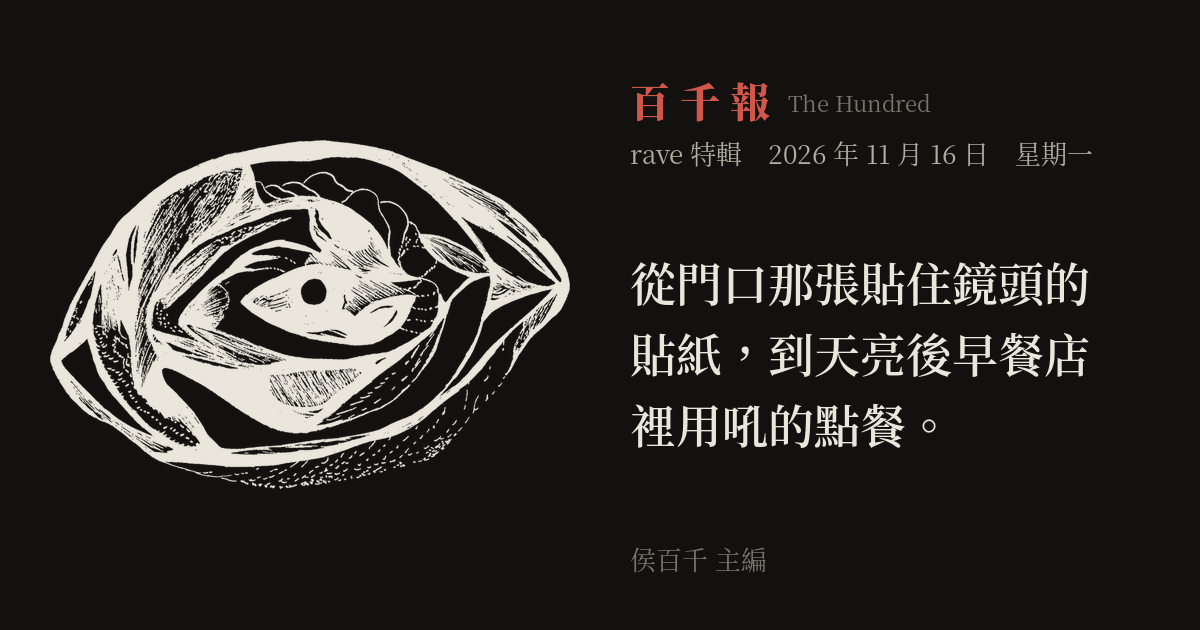 百千報 The Hundred
rave 特輯 2026 年 11 月 16 日 星期一
從門口那張貼住鏡頭的
貼紙，到天亮後早餐店
裡用吼的點餐。
侯百千 主編